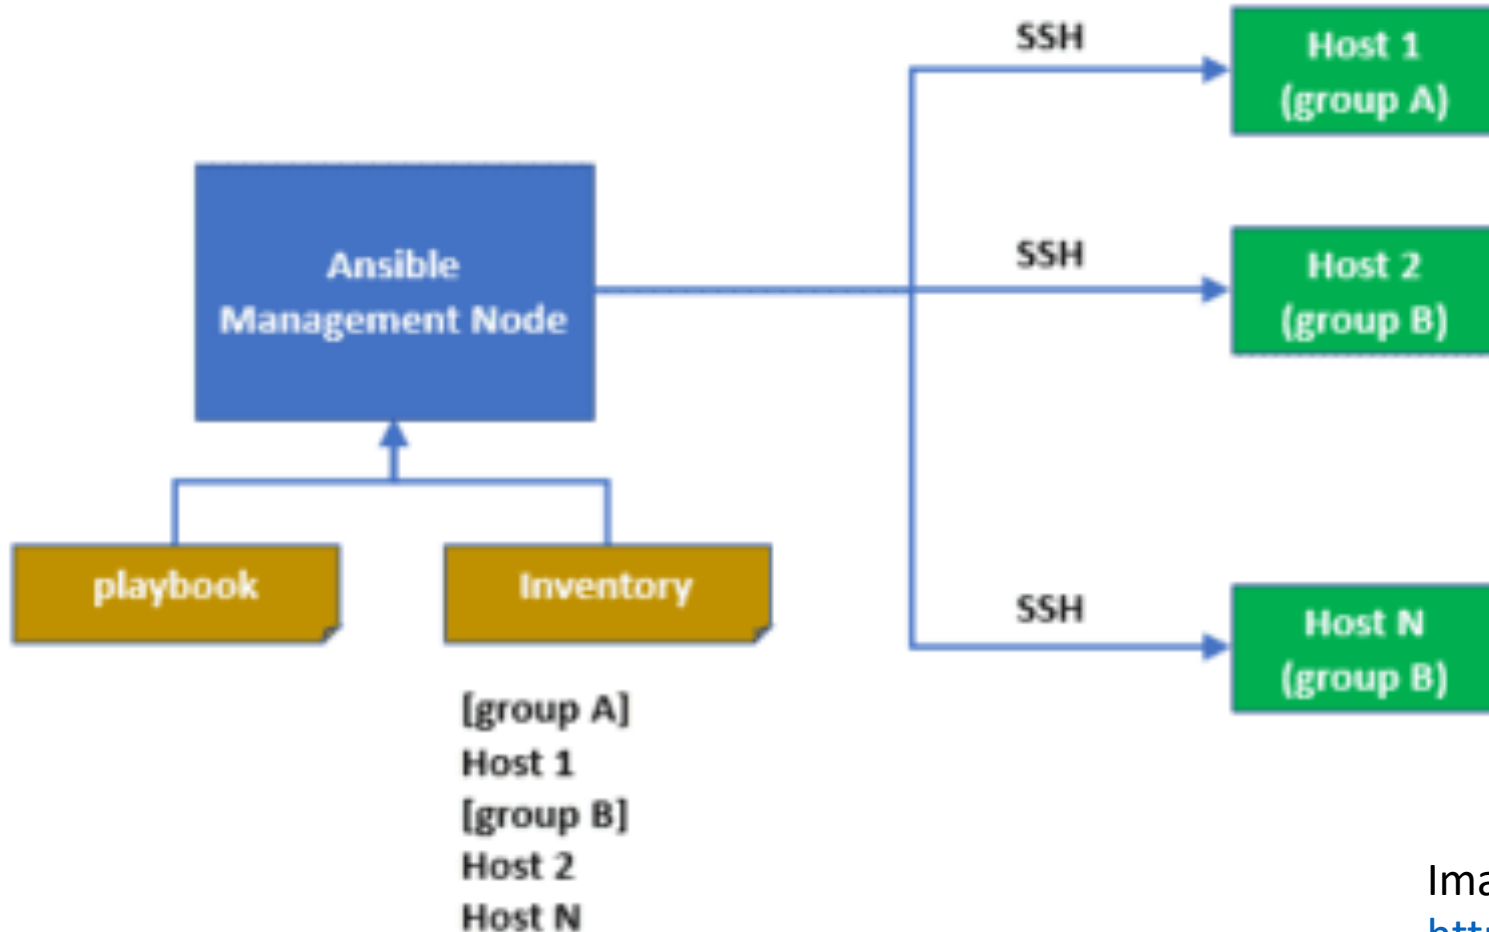 SSH
Host 1
(group A)
Ansible
Management Node
SSH
Host 2
(group B)
playbook
Inventory
SSH
Host N
(group B)
[group A]
Host 1
[group B]
Host 2
Host N